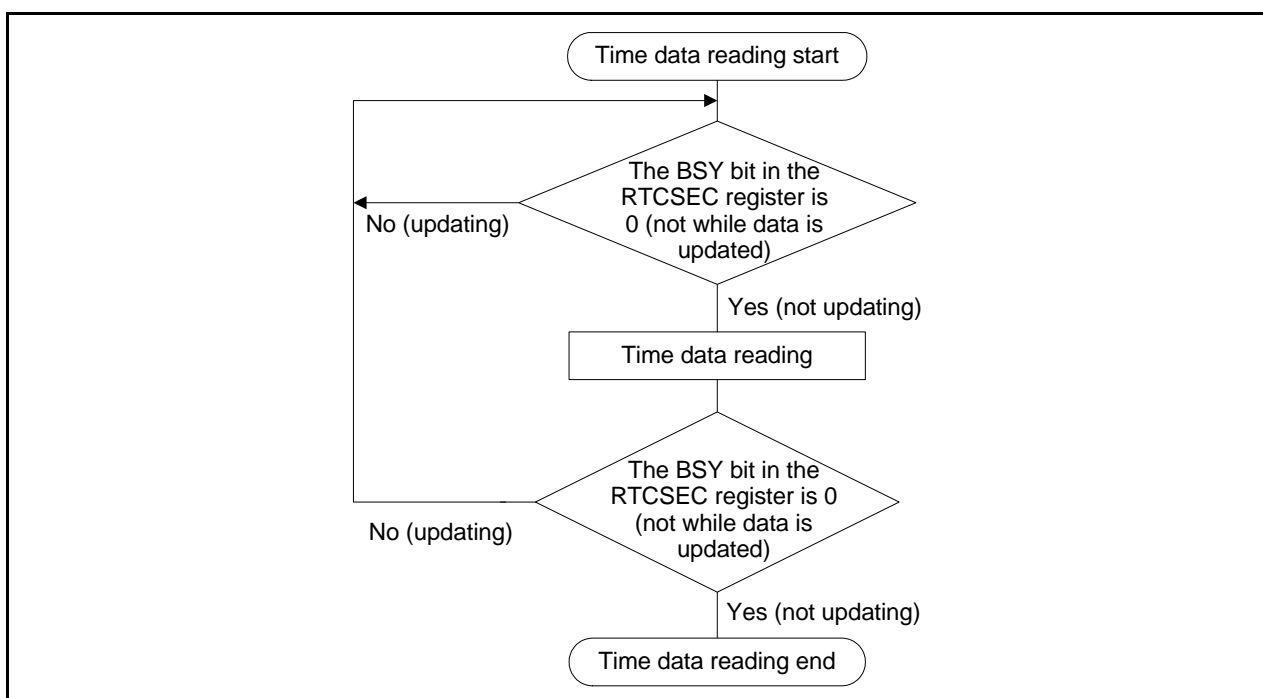 Time data reading start
The BSY bit in the
RTCSEC register is
0 (not while data is
updated)
No (updating)
Yes (not updating)
Time data reading
The BSY bit in the
RTCSEC register is 0
(not while data is
updated)
No (updating)
Yes (not updating)
Time data reading end